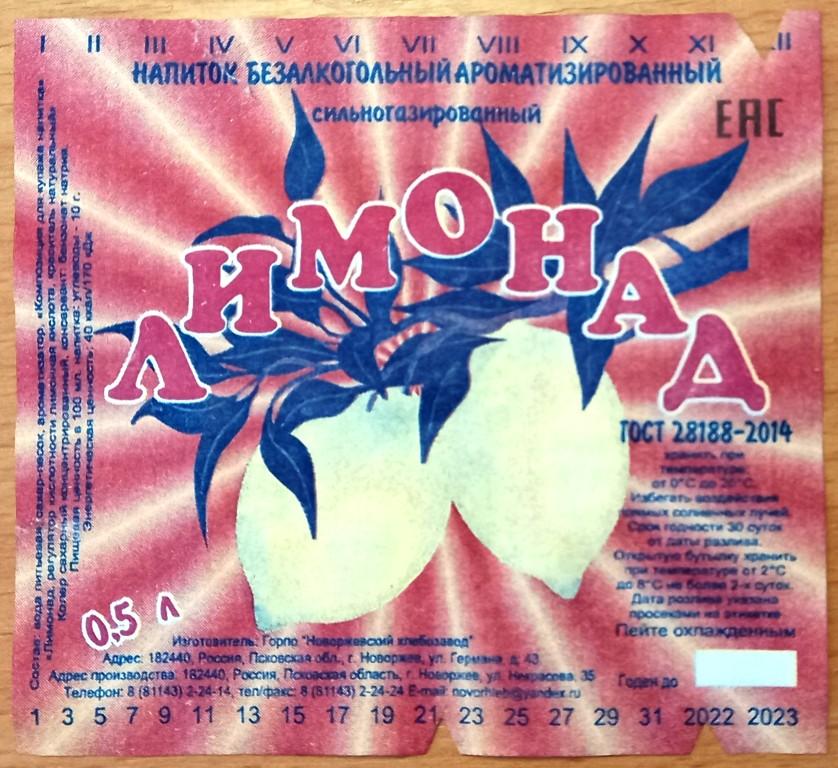 I II III IV V VI VII VIII IX X XI II
НАПИТОК БЕЗАЛКОГОЛЬНЫЙ АРОМАТИЗИРОВАННЫЙ
сильногазированный
ЕАС
ЛИМОНАД
Состав: вода питьевая, сахар-песок, ароматизатор, «Композиция для купажа напитка»
«Лимонад, регулятор кислотности лимонная кислота, краситель натуральный»
Колер сахарный концентрированный, консервант: бензонат натрия
Пищевая ценность в 100 мл. напитка: углеводы - 10 г.
Энергетическая ценность: 40 ккал/170 кДж
ГОСТ 28188-2014
хранить при
температуре
от 0°С до 20°С.
Избегать воздействия
прямых солнечных лучей.
Срок годности 30 суток
от даты разлива.
Открытую бутылку хранить
при температуре от 2°С
до 8°С не более 2-х суток.
Дата розлива указана
просечками на этикетке
Пейте охлажденным
0,5 л
Изготовитель: Горпо "Новоржевский хлебозавод"
Адрес: 182440, Россия, Псковская обл., г. Новоржев, ул. Германа, д. 43
Адрес производства: 182440, Россия, Псковская область, г. Новоржев, ул. Некрасова, 35
Телефон: 8 (81143) 2-24-14, тел/факс: 8 (81143) 2-24-24 E-mail: novorhleb@yandex.ru
Годен до
1 3 5 7 9 11 13 15 17 19 21 23 25 27 29 31 2022 2023